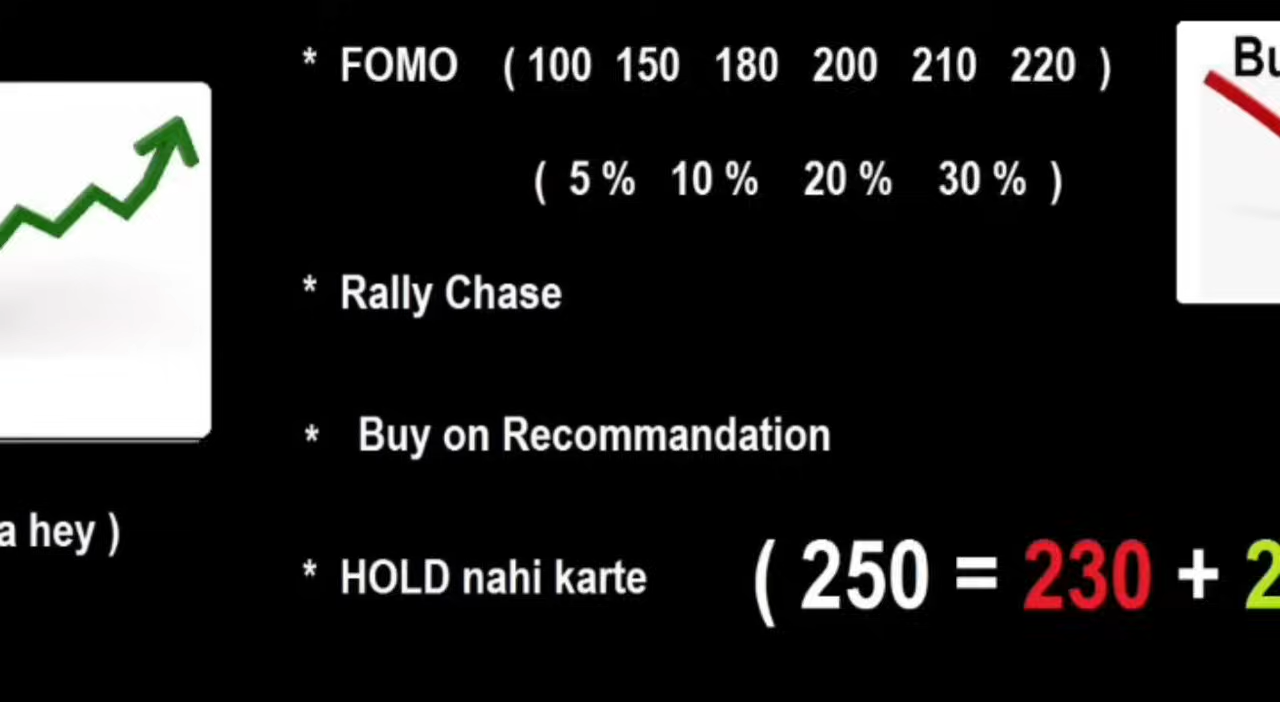 * FOMO ( 100 150 180 200 210 220 )
( 5 % 10 % 20 % 30 % )
* Rally Chase
* Buy on Recommandation
a hey )
* HOLD nahi karte ( 250 = 230 + 2